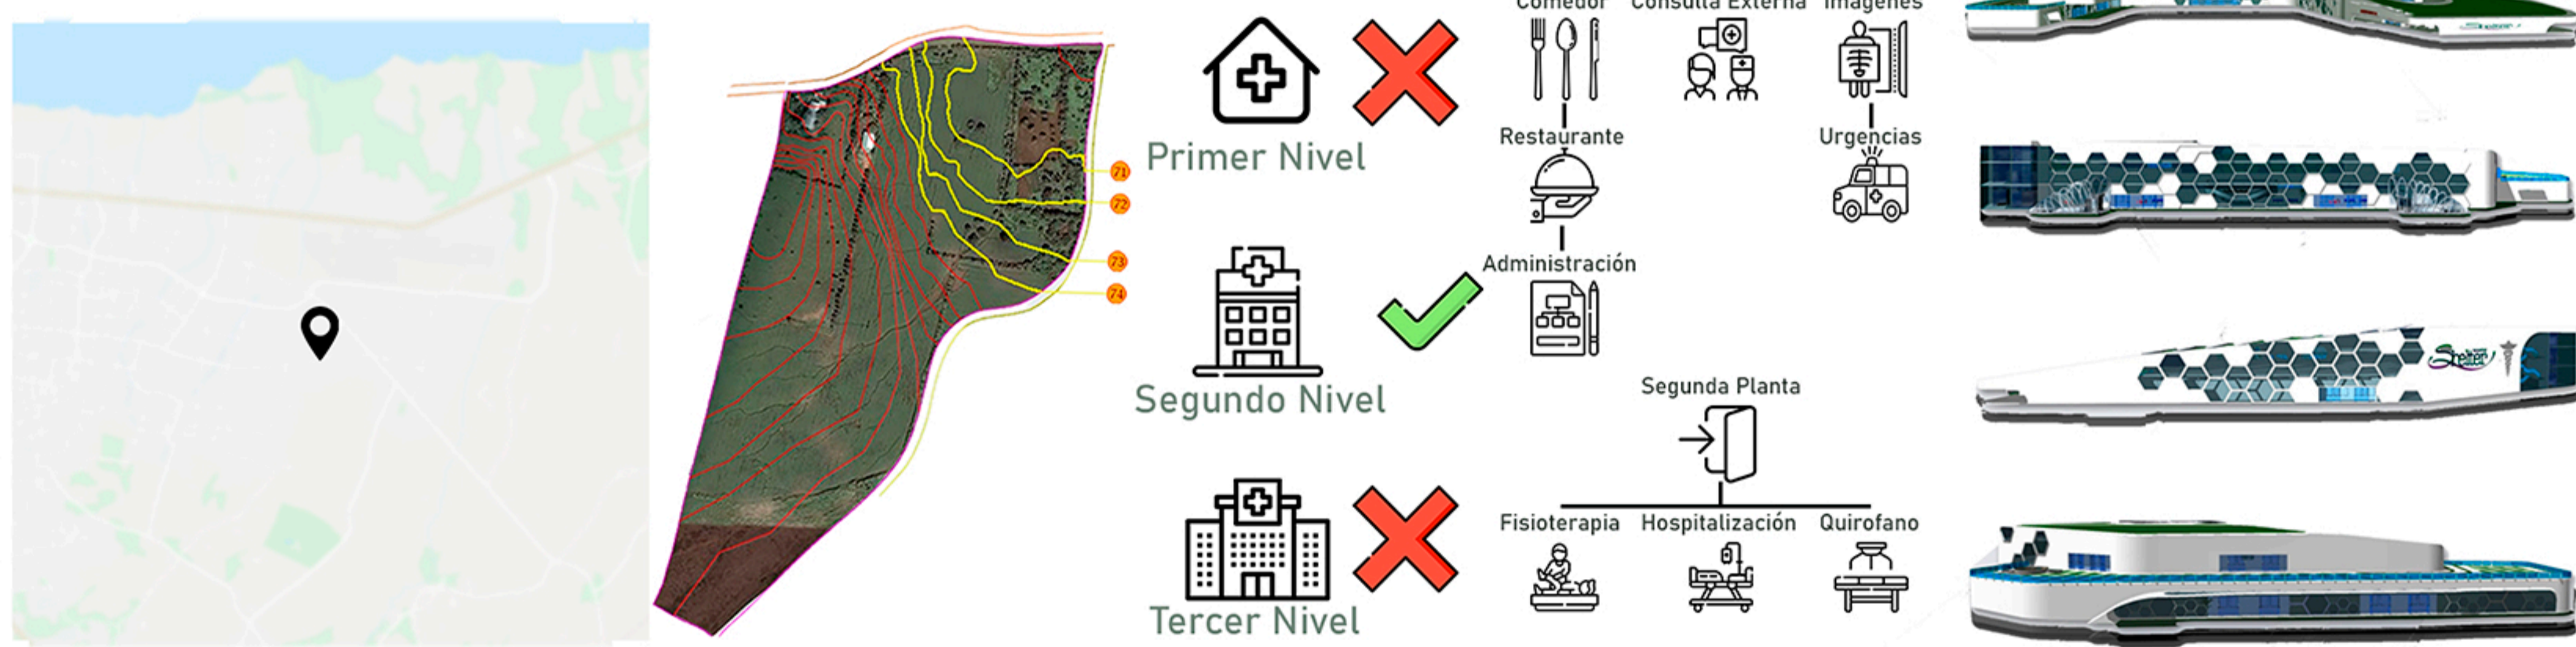 71
72
73
74
Primer Nivel
Segundo Nivel
Tercer Nivel
Comedor Consulta Externa Imagenes
Restaurante Urgencias
Administración
Segunda Planta
Fisioterapia Hospitalización Quirofano
Shelter